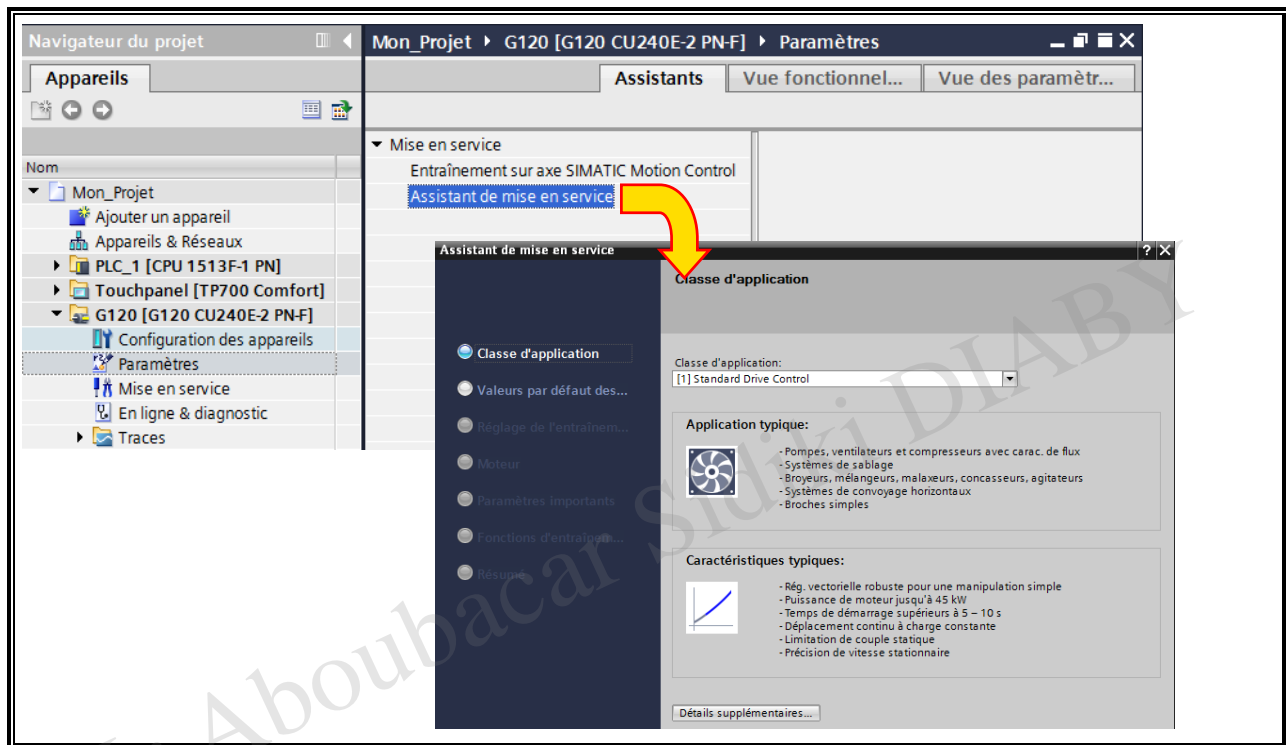 Navigateur du projet
Appareils
Nom
Mon_Projet
Ajouter un appareil
Appareils & Réseaux
PLC_1 [CPU 1513F-1 PN]
Touchpanel [TP700 Comfort]
G120 [G120 CU240E-2 PN-F]
Configuration des appareils
Paramètres
Mise en service
En ligne & diagnostic
Traces
Mon_Projet G120 [G120 CU240E-2 PN-F] Paramètres
Assistants Vue fonctionnel... Vue des paramètr...
Mise en service
Entraînement sur axe SIMATIC Motion Control
Assistant de mise en service
Assistant de mise en service ?
Classe d'application
Valeurs par défaut des...
Réglage de l'entraînem...
Moteur
Paramètres importants
Fonctions d'entraînem...
Résumé
Classe d'application
Classe d'application:
[1] Standard Drive Control
Application typique:
- Pompes, ventilateurs et compresseurs avec carac. de flux
- Systèmes de sablage
- Broyeurs, mélangeurs, malaxeurs, concasseurs, agitateurs
- Systèmes de convoyage horizontaux
- Broches simples
Caractéristiques typiques:
- Rég. vectorielle robuste pour une manipulation simple
- Puissance de moteur jusqu'à 45 kW
- Temps de démarrage supérieurs à 5 – 10 s
- Déplacement continu à charge constante
- Limitation de couple statique
- Précision de vitesse stationnaire
Détails supplémentaires...
Aboubacar Sidiki DIABY